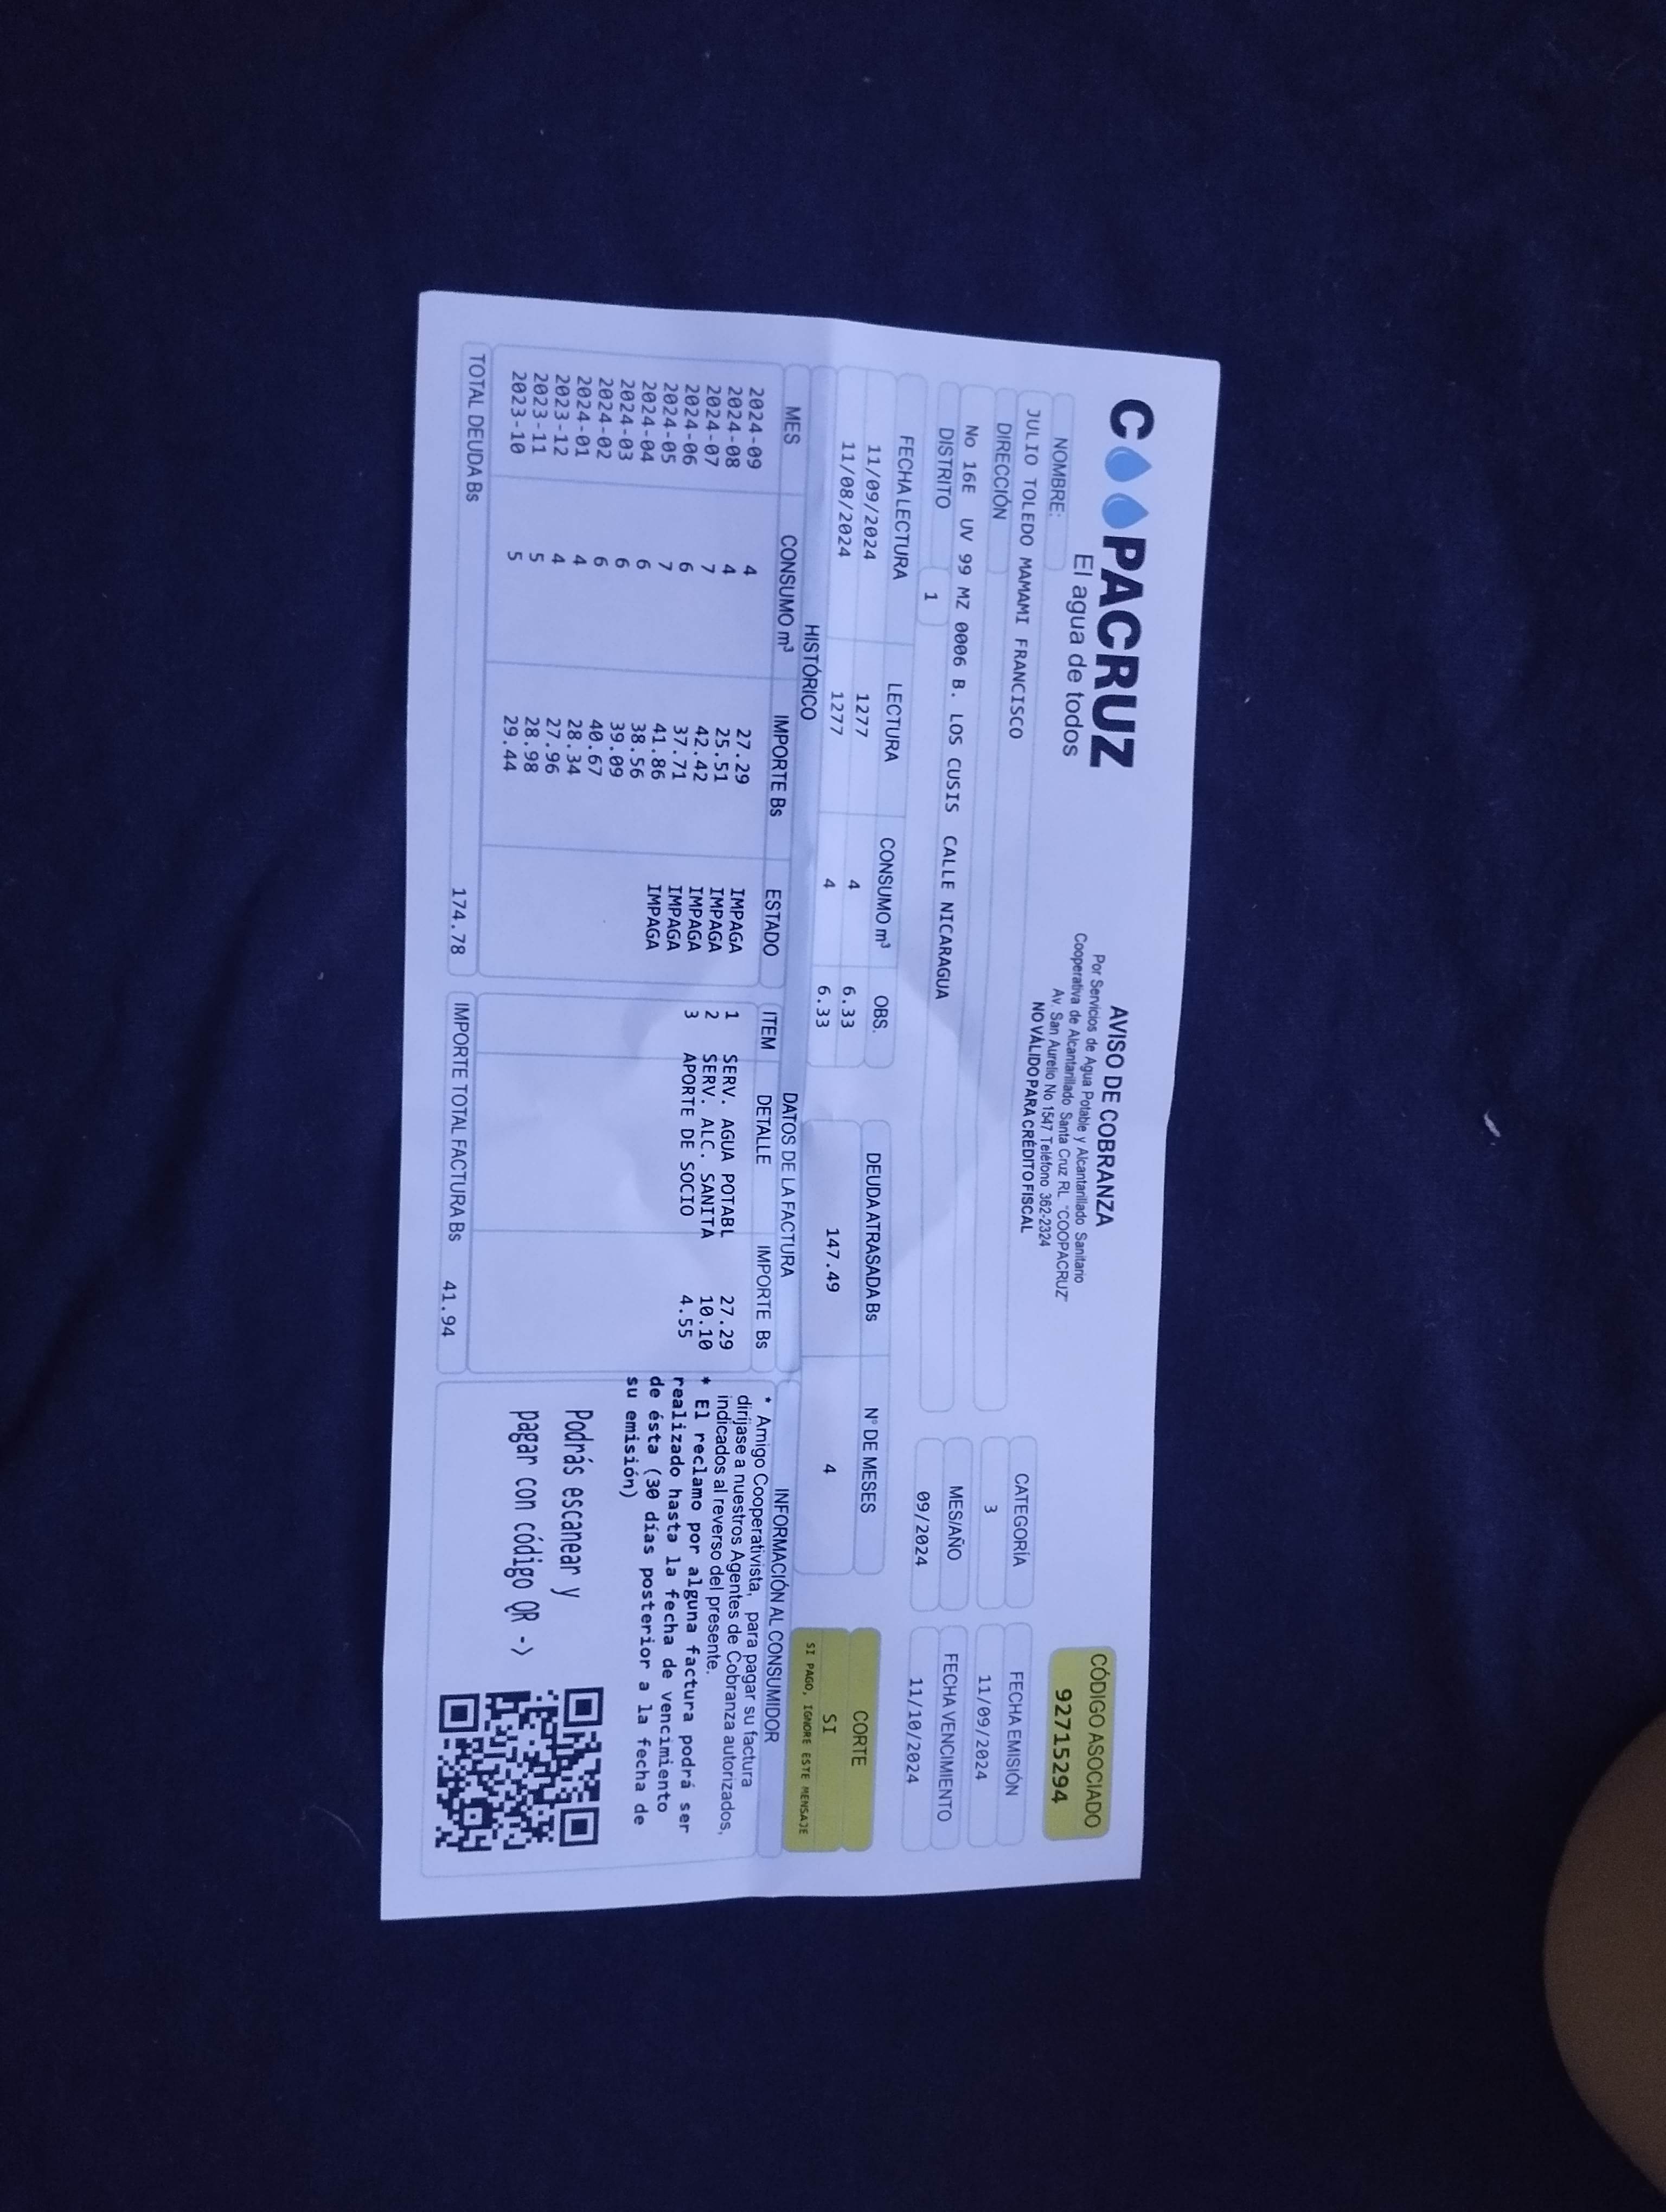 COOPACRUZ
El agua de todos
AVISO DE COBRANZA
Por Servicios de Agua Potable y Alcantarillado Sanitario
Cooperativa de Alcantarillado Santa Cruz RL. "COOPACRUZ"
Av. San Aurelio No 1547 Teléfono 362-2324
NO VÁLIDO PARA CRÉDITO FISCAL
CÓDIGO ASOCIADO
92715294
NOMBRE:
JULIO TOLEDO MAMAMI FRANCISCO
DIRECCIÓN
No 16E UV 99 MZ 0006 B. LOS CUSIS CALLE NICARAGUA
DISTRITO 1
CATEGORÍA
3
FECHA EMISIÓN
11/09/2024
MES/AÑO
09/2024
FECHA VENCIMIENTO
11/10/2024
FECHA LECTURA LECTURA CONSUMO m³ OBS.
11/09/2024 1277 4 6.33
11/08/2024 1277 4 6.33
DEUDA ATRASADA Bs N° DE MESES
147.49 4
CORTE
SI
SI PAGO, IGNORE ESTE MENSAJE
HISTÓRICO
MES CONSUMO m³ IMPORTE Bs ESTADO
2024-09 4 27.29 IMPAGA
2024-08 4 25.51 IMPAGA
2024-07 7 42.42 IMPAGA
2024-06 6 37.71 IMPAGA
2024-05 7 41.86 IMPAGA
2024-04 6 38.56
2024-03 6 39.09
2024-02 6 40.67
2024-01 4 28.34
2023-12 4 27.96
2023-11 5 28.98
2023-10 5 29.44
TOTAL DEUDA Bs 174.78
DATOS DE LA FACTURA
ITEM DETALLE IMPORTE Bs
1 SERV. AGUA POTABL 27.29
2 SERV. ALC. SANITA 10.10
3 APORTE DE SOCIO 4.55
IMPORTE TOTAL FACTURA Bs 41.94
INFORMACIÓN AL CONSUMIDOR
* Amigo Cooperativista, para pagar su factura
diríjase a nuestros Agentes de Cobranza autorizados,
indicados al reverso del presente.
* El reclamo por alguna factura podrá ser
realizado hasta la fecha de vencimiento
de ésta (30 días posterior a la fecha de
su emisión)
Podrás escanear y
pagar con código QR ->